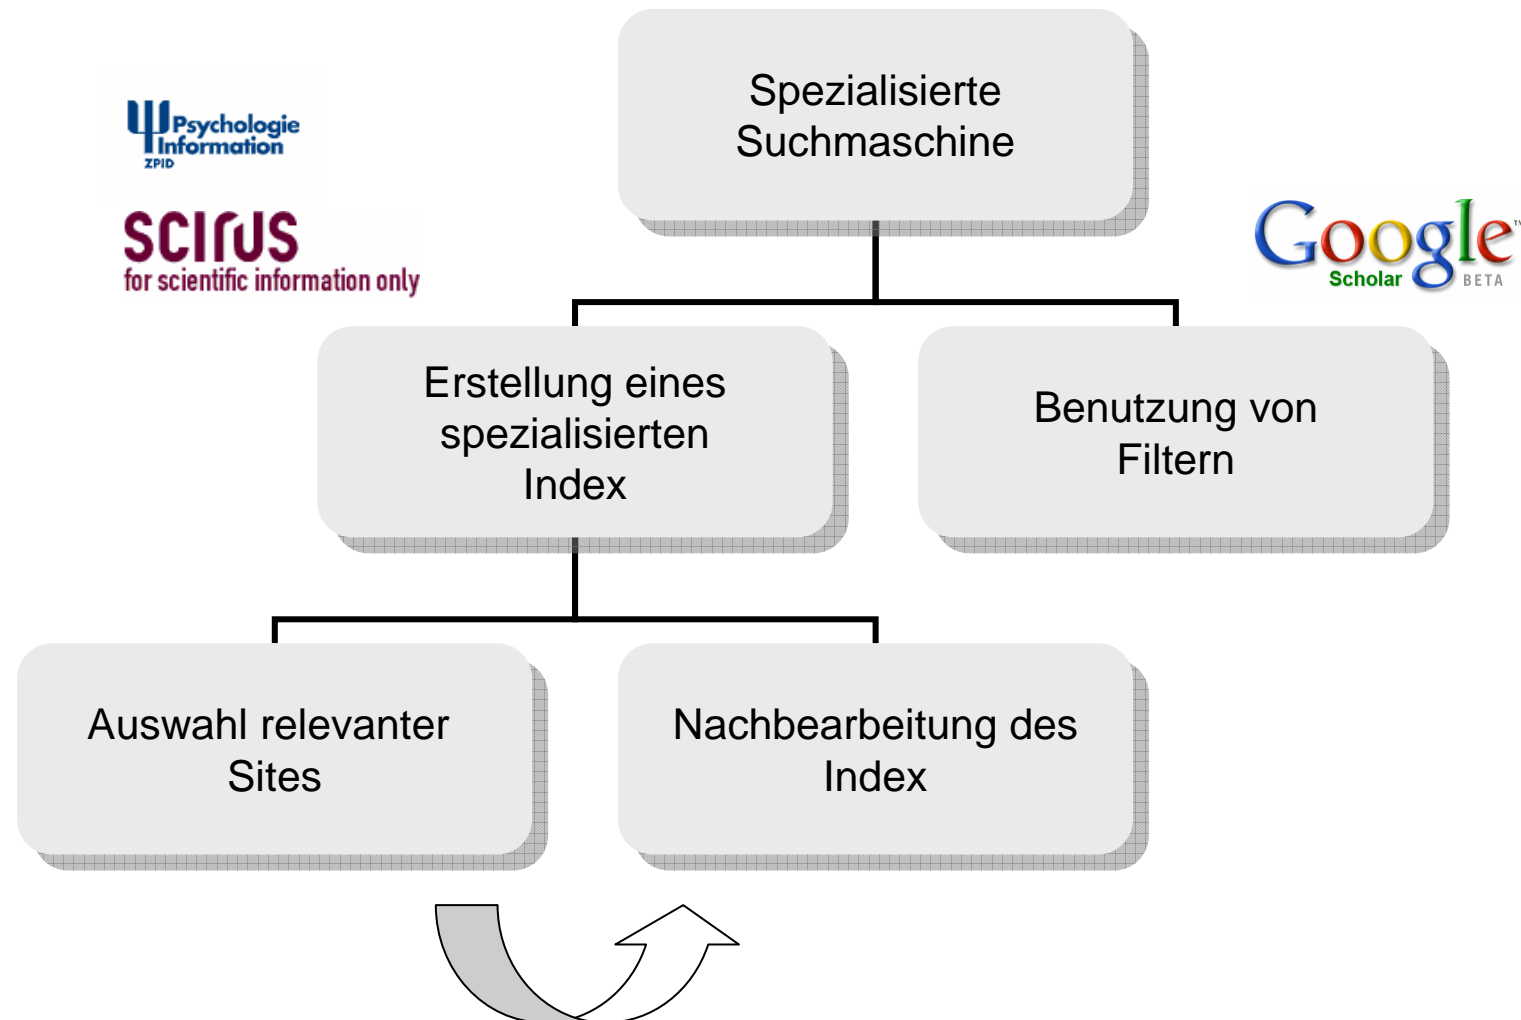 Spezialisierte
Suchmaschine
Psychologie
Information
ZPID
SCIRUS
for scientific information only
Google™
Scholar BETA
Erstellung eines
spezialisierten
Index
Benutzung von
Filtern
Auswahl relevanter
Sites
Nachbearbeitung des
Index